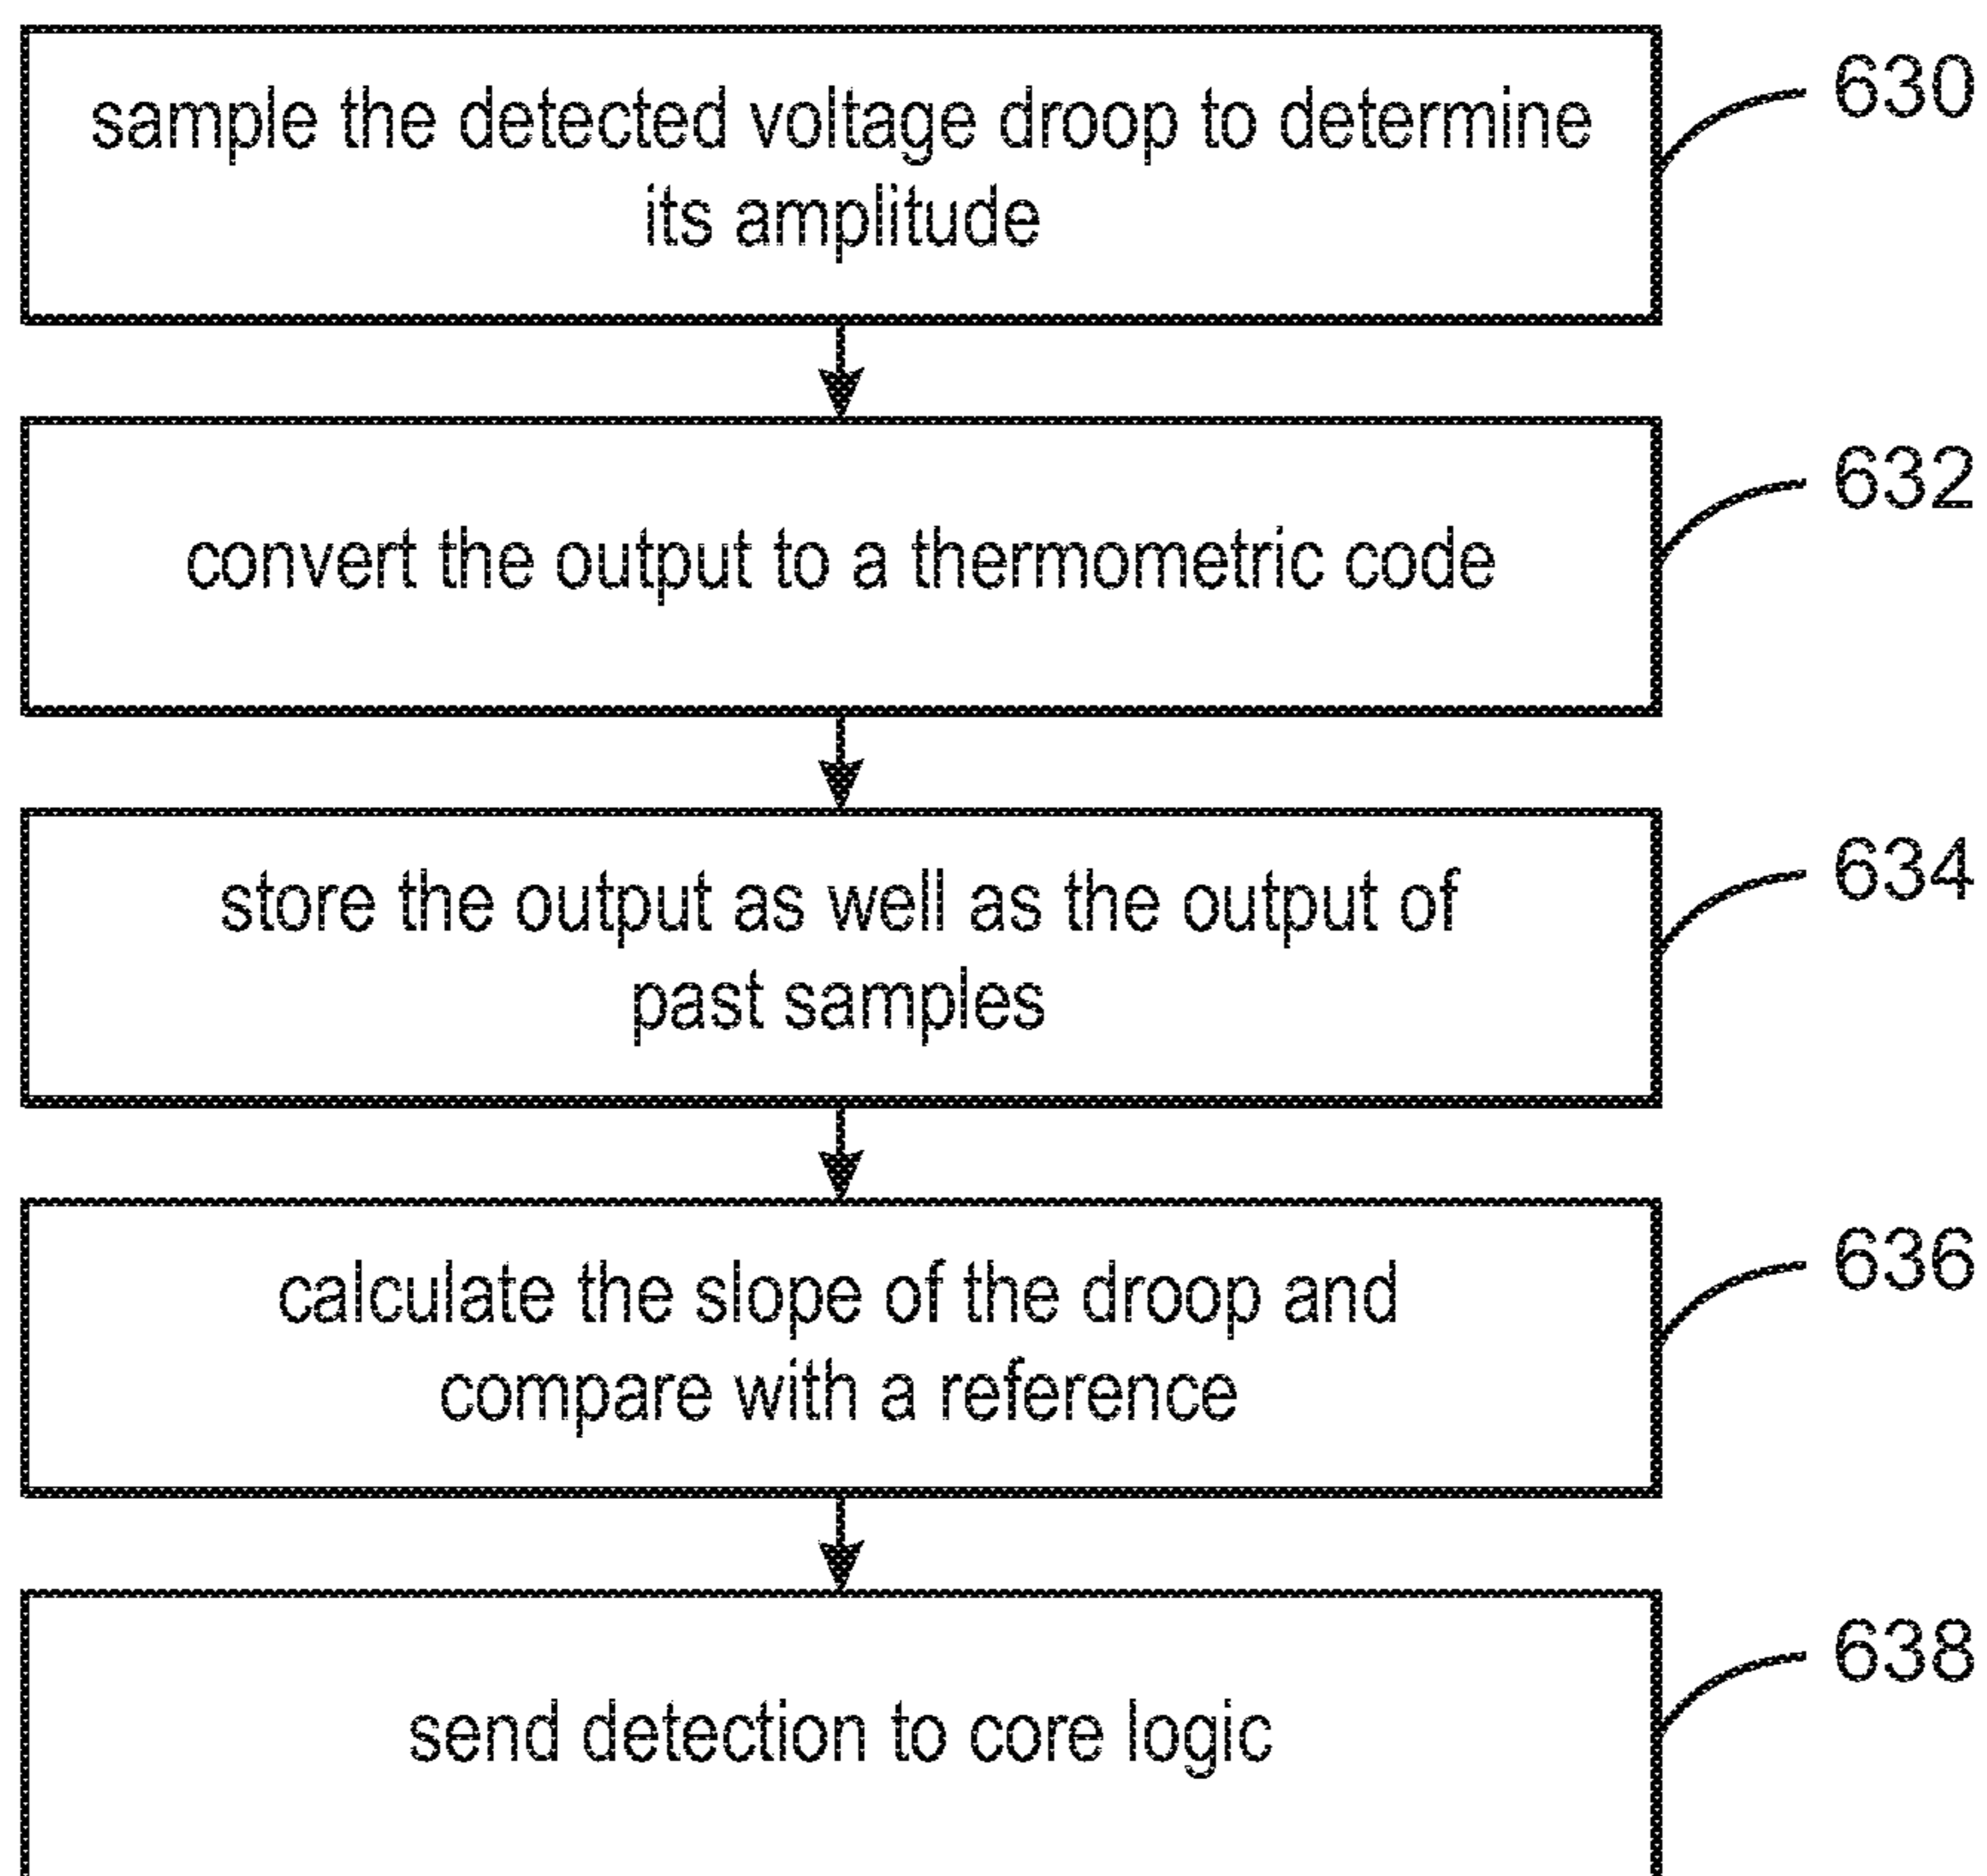 sample the detected voltage droop to determine
its amplitude
630
convert the output to a thermometric code
632
store the output as well as the output of
past samples
634
calculate the slope of the droop and
compare with a reference
636
send detection to core logic
638